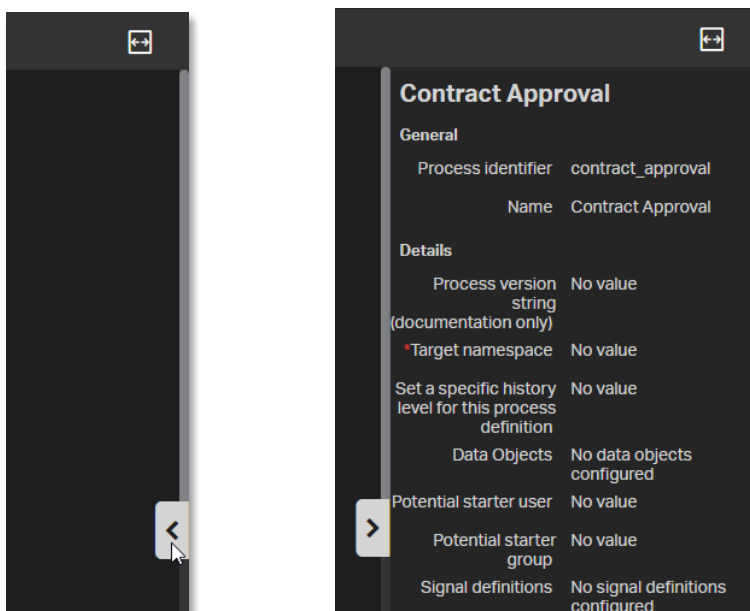 Contract Approval
General
Process identifier contract_approval
Name Contract Approval
Details
Process version No value
string
(documentation only)
*Target namespace No value
Set a specific history No value
level for this process
definition
Data Objects No data objects
configured
Potential starter user No value
Potential starter No value
group
Signal definitions No signal definitions
configured